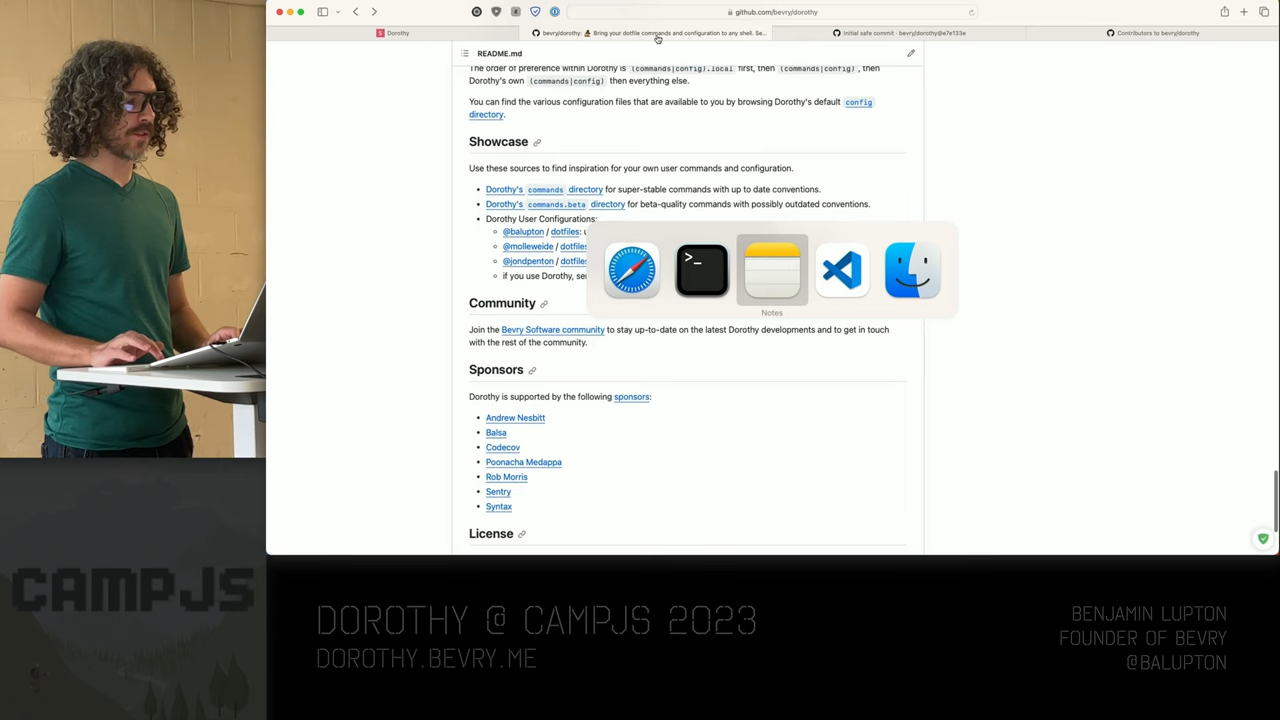 github.com/bevry/dorothy
Dorothy
bevry/dorothy: Bring your dotfile commands and configuration to any shell. Se...
Initial safe commit · bevry/dorothy@e7e133e
Contributors to bevry/dorothy
README.md
The order of preference within Dorothy is (commands|config).local first, then (commands|config), then
Dorothy's own (commands|config) then everything else.
You can find the various configuration files that are available to you by browsing Dorothy's default config
directory.
Showcase
Use these sources to find inspiration for your own user commands and configuration.
• Dorothy's commands directory for super-stable commands with up to date conventions.
• Dorothy's commands.beta directory for beta-quality commands with possibly outdated conventions.
• Dorothy User Configurations:
@balupton / dotfiles: u
@molleweide / dotfiles
@jondpenton / dotfiles
if you use Dorothy, sen
>_
Notes
Community
Join the Bevry Software community to stay up-to-date on the latest Dorothy developments and to get in touch
with the rest of the community.
Sponsors
Dorothy is supported by the following sponsors:
• Andrew Nesbitt
• Balsa
• Codecov
• Poonacha Medappa
• Rob Morris
• Sentry
• Syntax
License
CAMPJS
DOROTHY @ CAMPJS 2023
DOROTHY.BEVRY.ME
BENJAMIN LUPTON
FOUNDER OF BEVRY
@BALUPTON